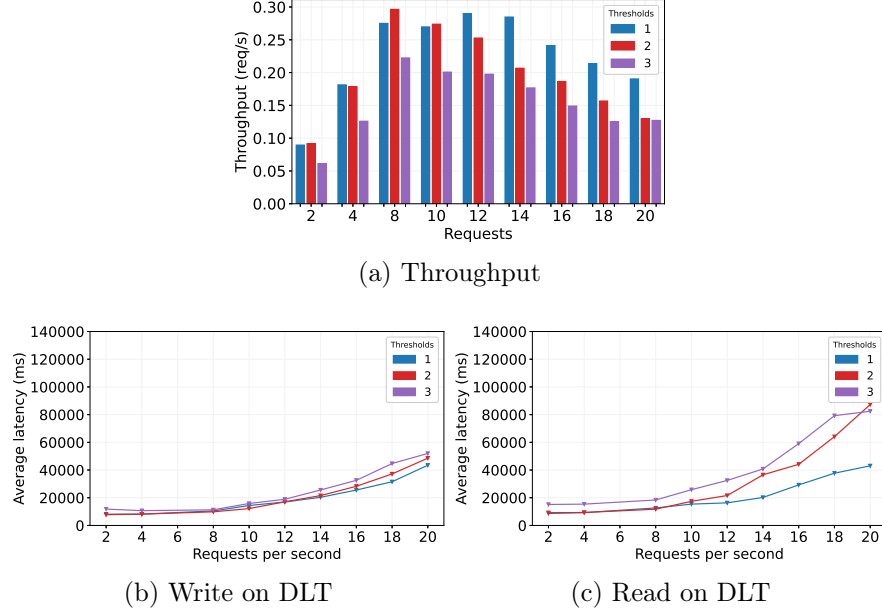 0.30
0.25
0.20
0.15
0.10
0.05
0.00
Throughput (req/s)
Thresholds
1
2
3
2 4 8 10 12 14 16 18 20
Requests
(a) Throughput
140000
120000
100000
80000
60000
40000
20000
0
Average latency (ms)
Thresholds
1
2
3
2 4 6 8 10 12 14 16 18 20
Requests per second
(b) Write on DLT
140000
120000
100000
80000
60000
40000
20000
0
Average latency (ms)
Thresholds
1
2
3
2 4 6 8 10 12 14 16 18 20
Requests per second
(c) Read on DLT